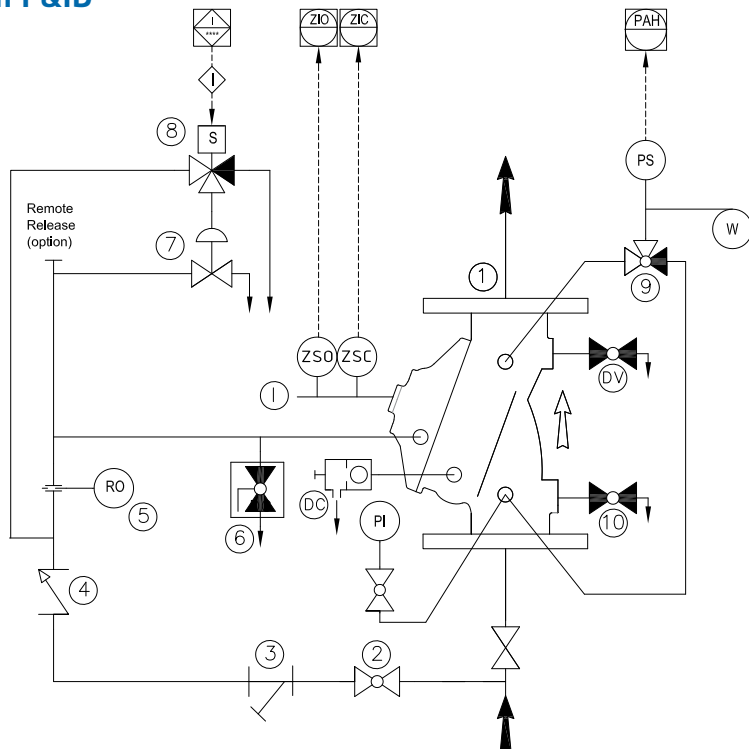 P&ID
I
****
ZIO
ZIC
PAH
I
8
S
PS
Remote
Release
(option)
7
W
1
9
ZSO
ZSC
I
DV
RO
5
6
DC
PI
10
4
3
2